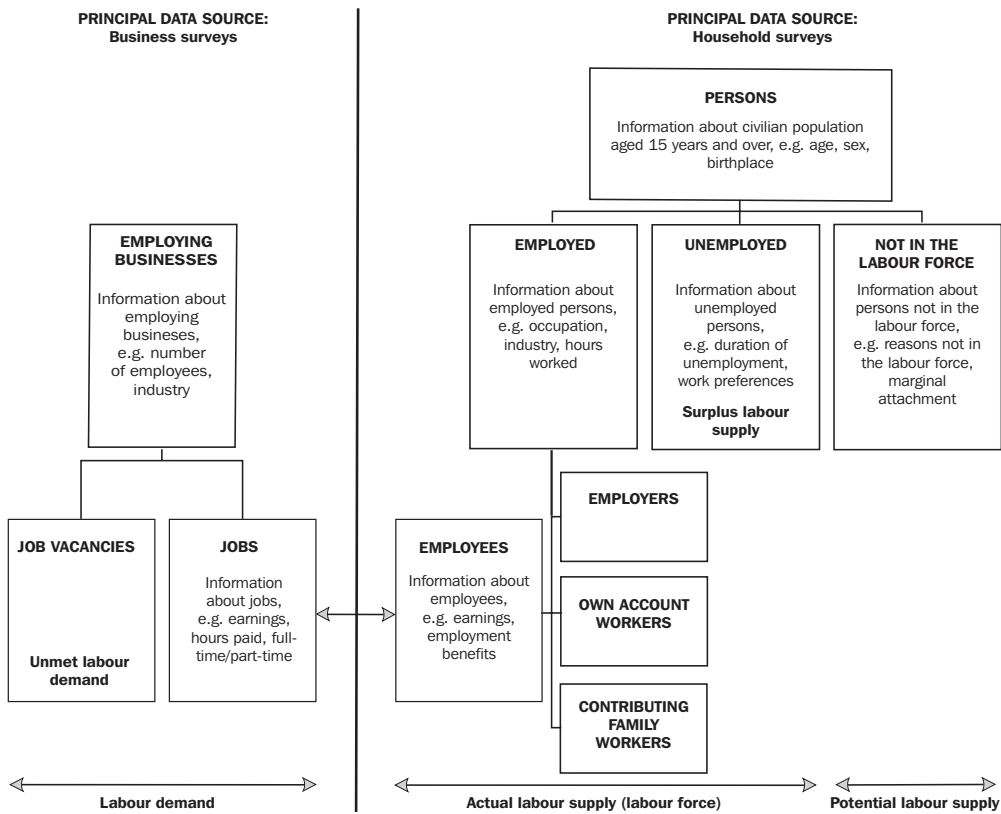 PRINCIPAL DATA SOURCE:
Business surveys
PRINCIPAL DATA SOURCE:
Household surveys
PERSONS
Information about civilian population
aged 15 years and over, e.g. age, sex,
birthplace
EMPLOYING
BUSINESSES
Information about
employing
busineses,
e.g. number
of employees,
industry
EMPLOYED
Information about
employed persons,
e.g. occupation,
industry, hours
worked
UNEMPLOYED
Information about
unemployed
persons,
e.g. duration of
unemployment,
work preferences
Surplus labour
supply
NOT IN THE
LABOUR FORCE
Information about
persons not in the
labour force,
e.g. reasons not in
the labour force,
marginal
attachment
JOB VACANCIES
Unmet labour
demand
JOBS
Information
about jobs,
e.g. earnings,
hours paid, full-
time/part-time
EMPLOYEES
Information about
employees,
e.g. earnings,
employment
benefits
EMPLOYERS
OWN ACCOUNT
WORKERS
CONTRIBUTING
FAMILY
WORKERS
Labour demand
Actual labour supply (labour force)
Potential labour supply